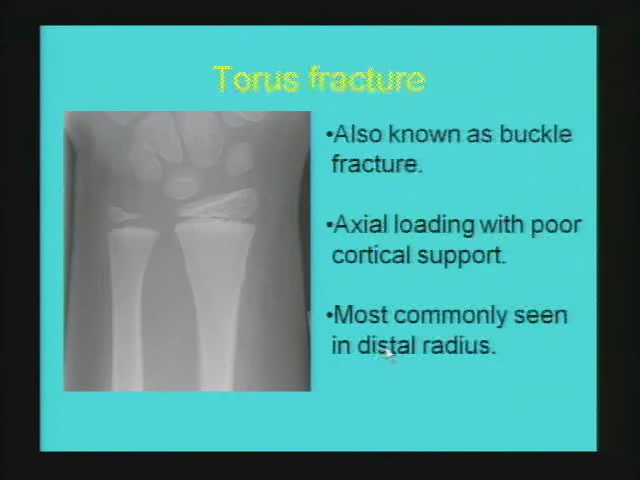 Torus fracture
•Also known as buckle
fracture.
•Axial loading with poor
cortical support.
•Most commonly seen
in distal radius.